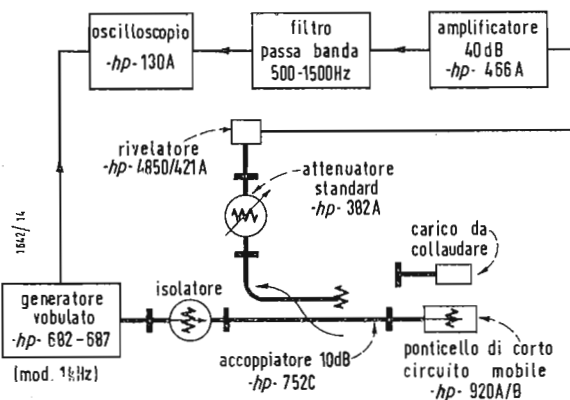 oscilloscopio
-hp- 130A
filtro
passa banda
500-1500Hz
amplificatore
40 dB
-hp- 466A
rivelatore
-hp- 4850/421A
attenuatore
standard
-hp- 382A
1642/14
carico da
collaudare
isolatore
generatore
vobulato
-hp- 682-687
(mod. 1kHz)
accoppiatore 10dB
-hp- 752C
ponticello di corto
circuito mobile
-hp- 920A/B